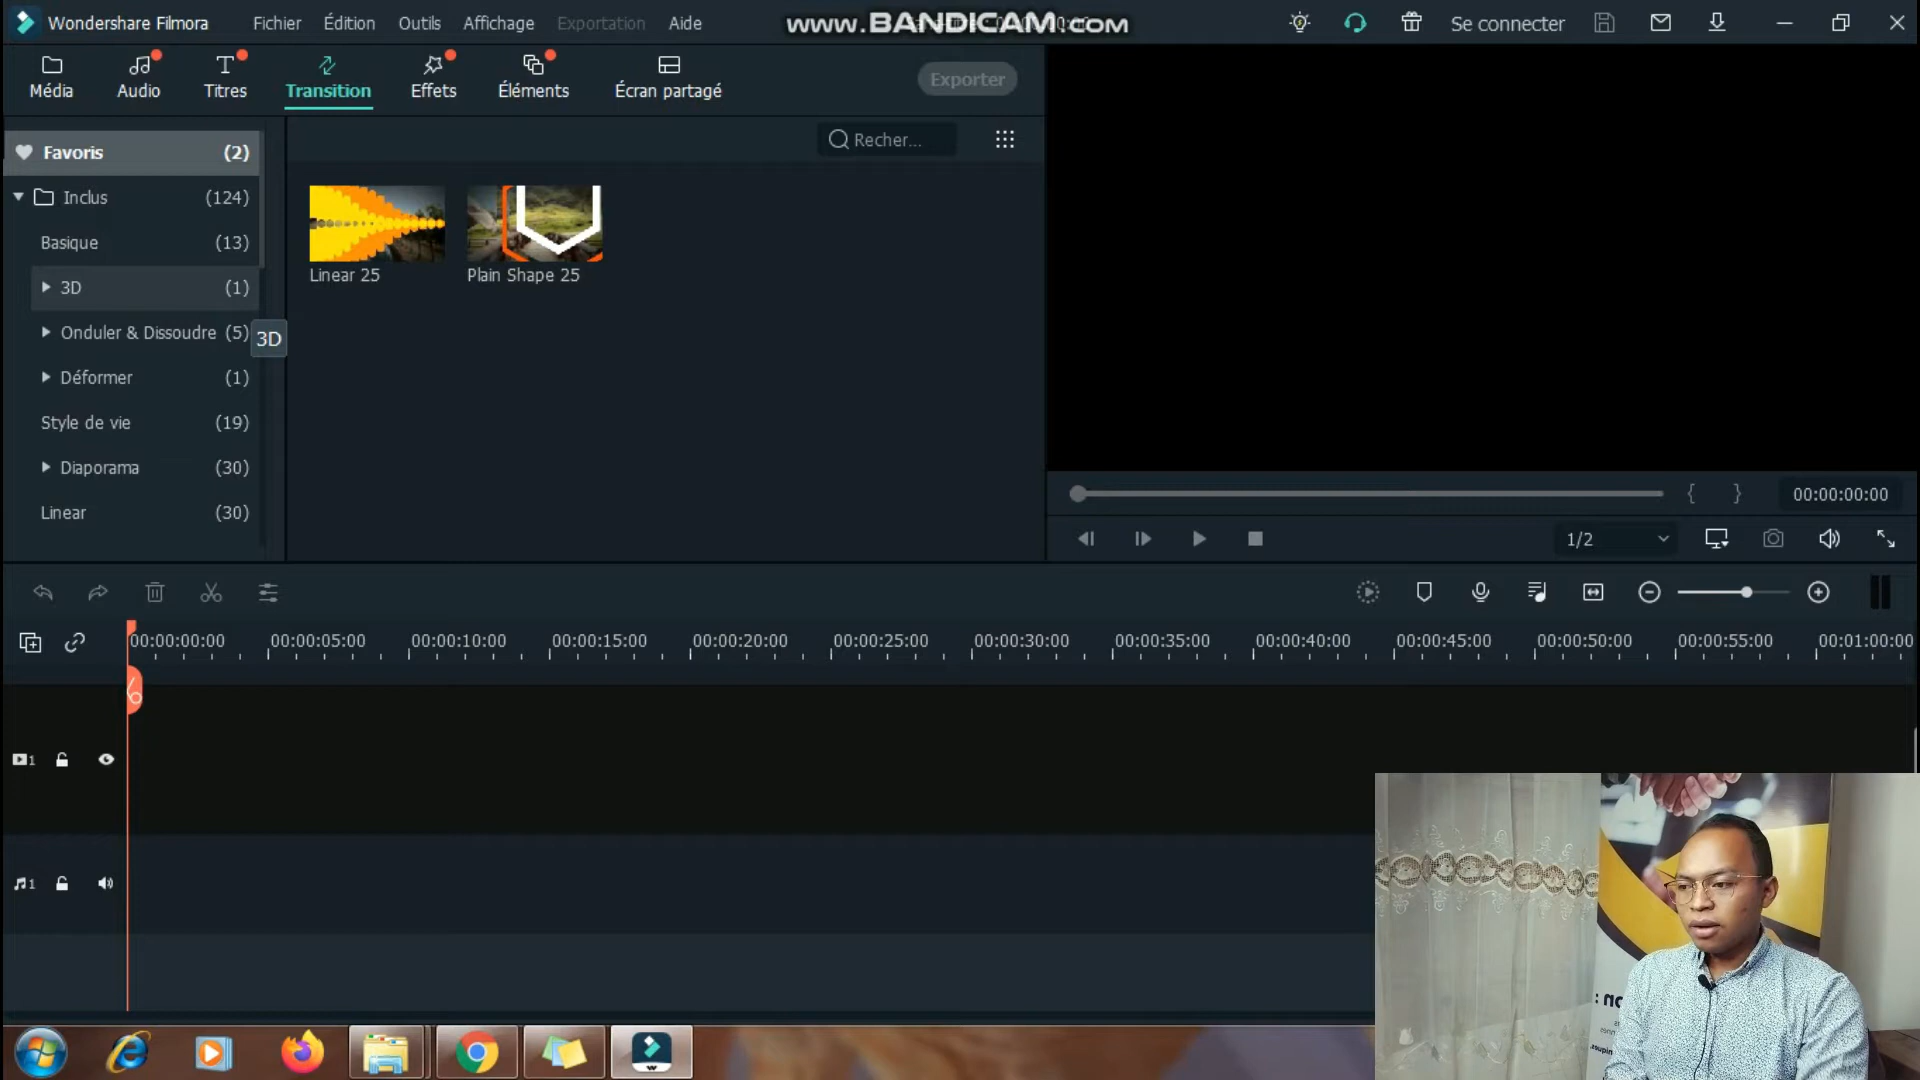 Wondershare Filmora Fichier Édition Outils Affichage Exportation Aide www.BANDICAM.com Se connecter
Média Audio Titres Transition Effets Éléments Écran partagé Exporter
Recher...
Favoris (2)
Inclus (124)
Basique (13)
3D (1)
Onduler & Dissoudre (5)
3D
Déformer (1)
Style de vie (19)
Diaporama (30)
Linear (30)
Linear 25 Plain Shape 25
{ } 00:00:00:00
1/2
00:00:00:00 00:00:05:00 00:00:10:00 00:00:15:00 00:00:20:00 00:00:25:00 00:00:30:00 00:00:35:00 00:00:40:00 00:00:45:00 00:00:50:00 00:00:55:00 00:01:00:00
1
1